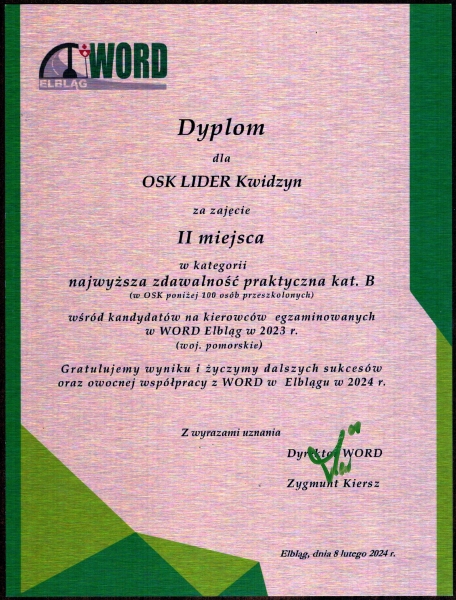 WORD
ELBLĄG
Dyplom
dla
OSK LIDER Kwidzyn
za zajęcie
II miejsca
w kategorii
najwyższa zdawalność praktyczna kat. B
(w OSK poniżej 100 osób przeszkolonych)
wśród kandydatów na kierowców egzaminowanych
w WORD Elbląg w 2023 r.
(woj. pomorskie)
Gratulujemy wyniku i życzymy dalszych sukcesów
oraz owocnej współpracy z WORD w Elblągu w 2024 r.
Z wyrazami uznania
Dyrektor WORD
Zygmunt Kiersz
Elbląg, dnia 8 lutego 2024 r.